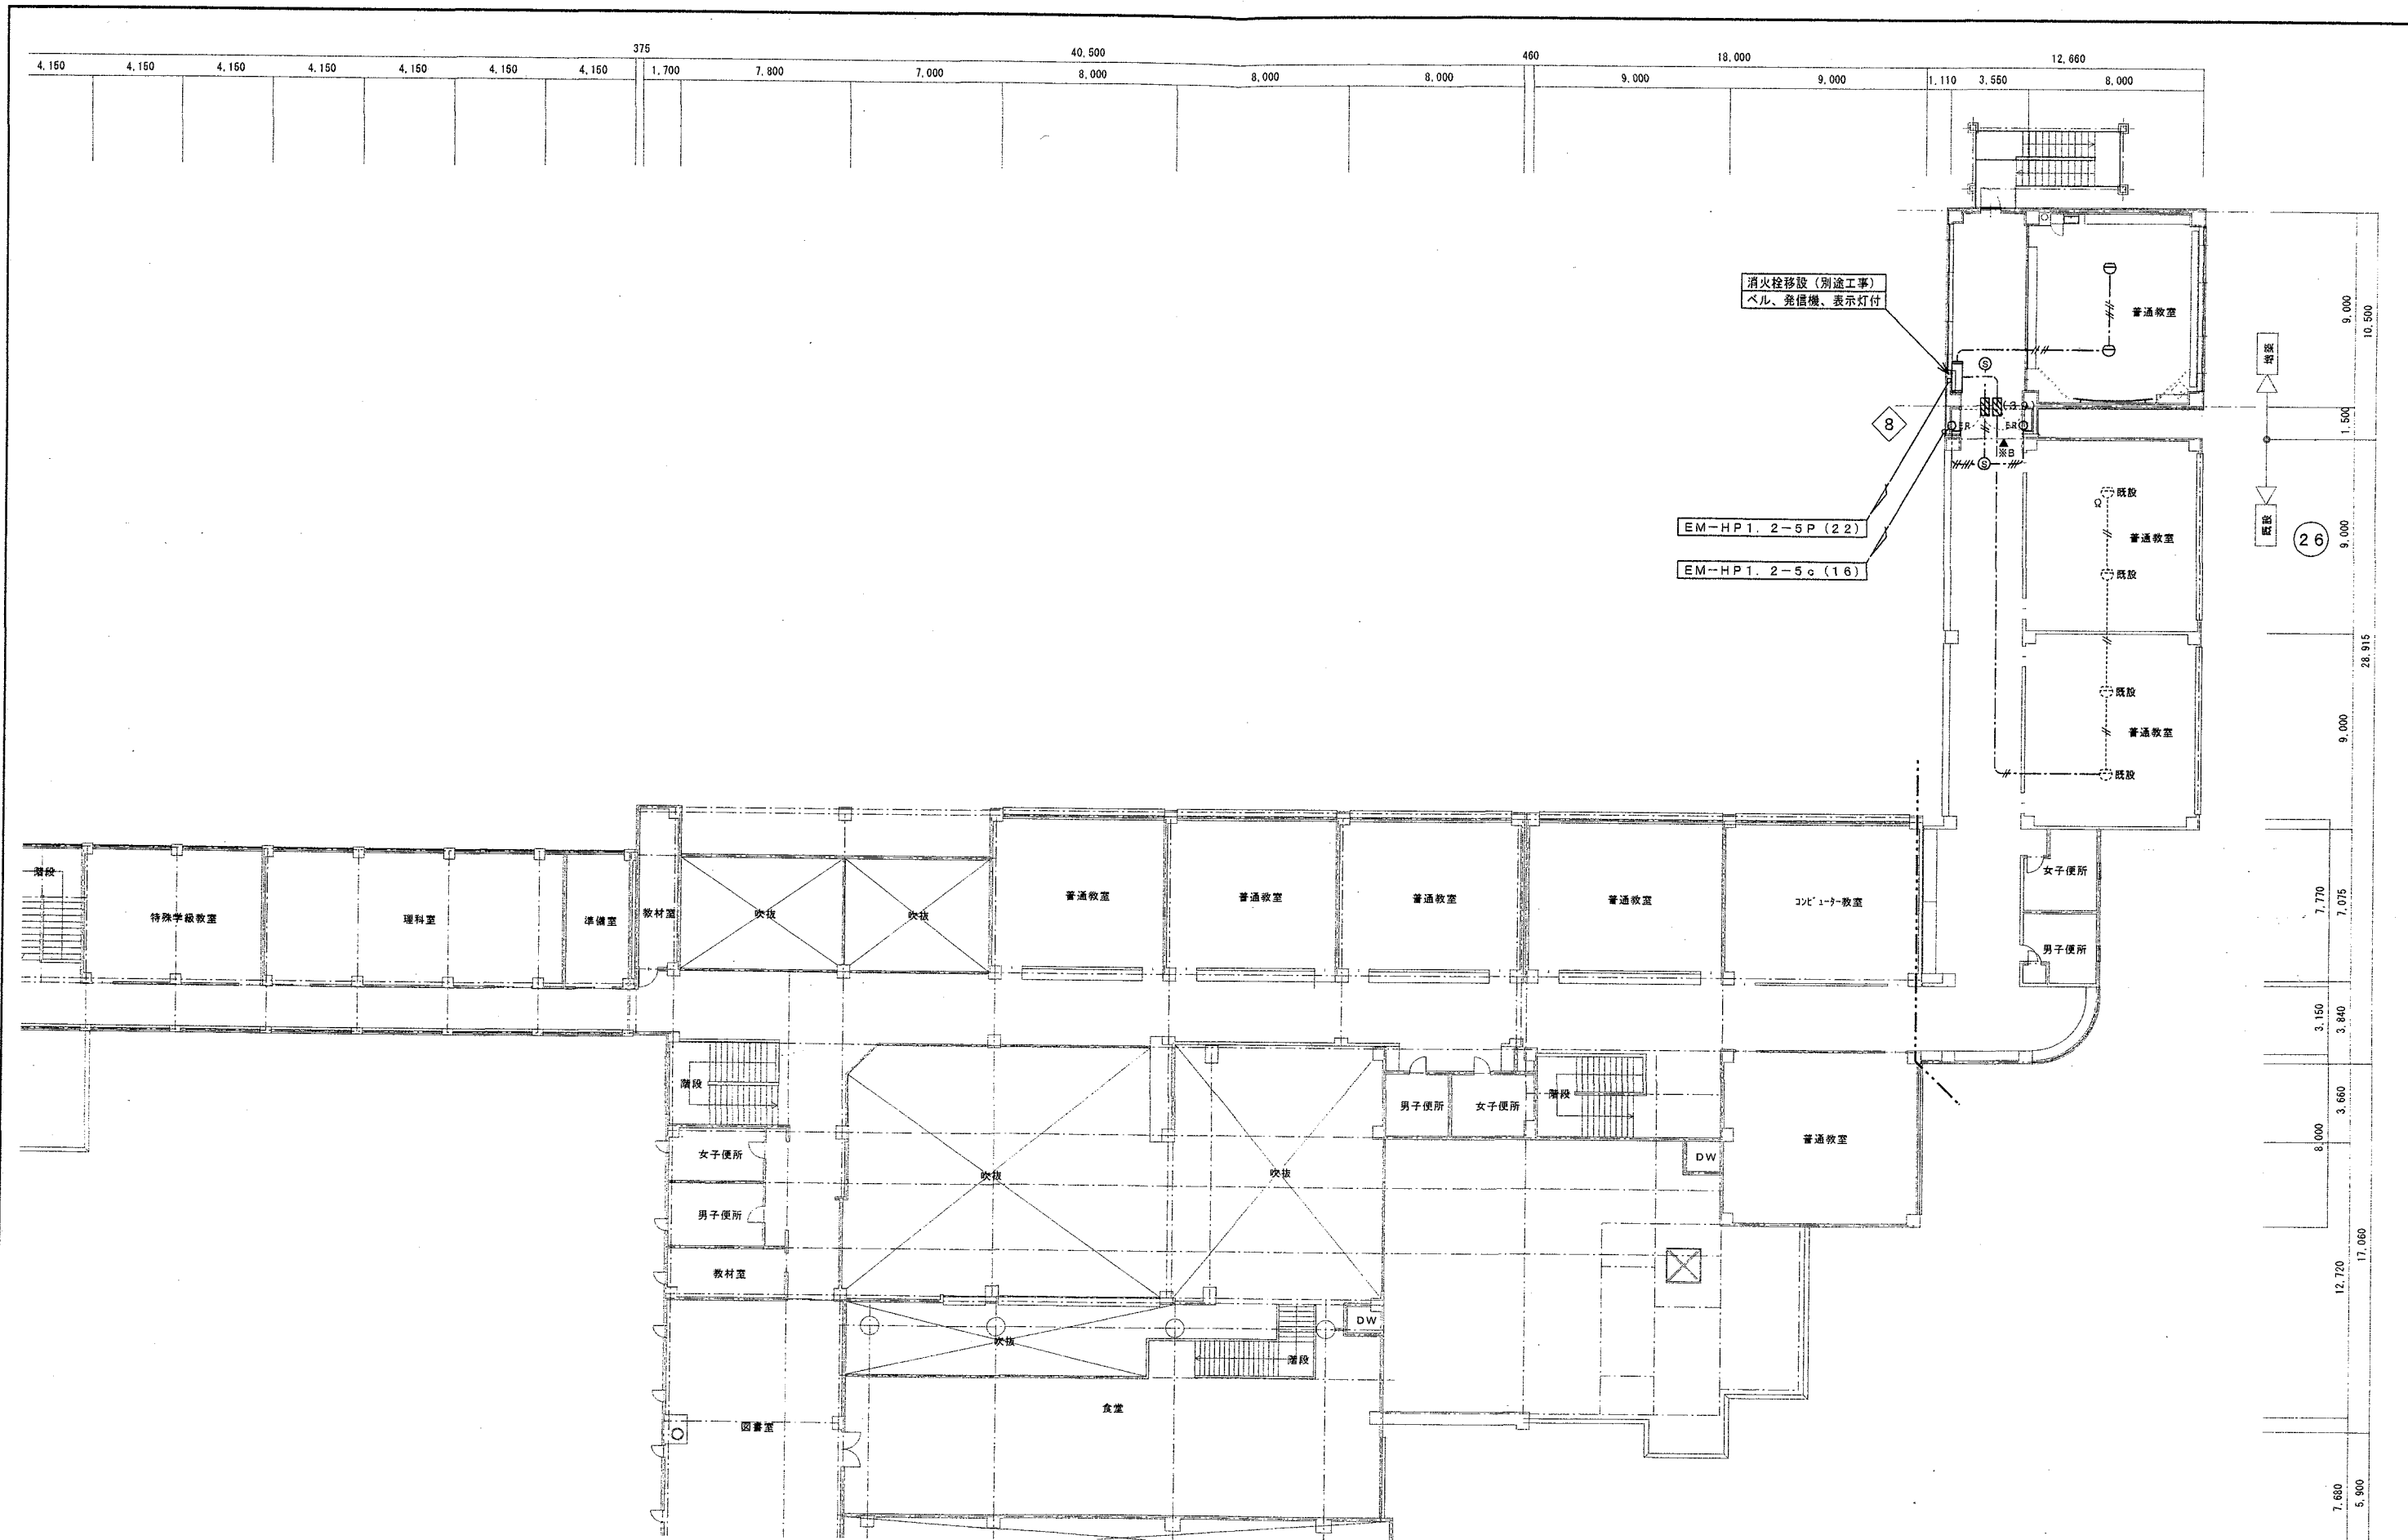 375
40,500
460
18,000
12,660
4,150
4,150
4,150
4,150
4,150
4,150
4,150
1,700
7,800
7,000
8,000
8,000
8,000
9,000
9,000
1,110
3,550
8,000
消火栓移設（別途工事）
ベル、発信機、表示灯付
普通教室
9,000
10,500
増築
S
(39)
8
ER
ER
1,500
※B
S
既設
EM-HP1.2-5P(22)
普通教室
既設
26
9,000
EM-HP1.2-5c(16)
既設
28,915
既設
普通教室
9,000
既設
階段
特殊学級教室
理科室
準備室
教材室
吹抜
吹抜
普通教室
普通教室
普通教室
普通教室
コンピューター教室
女子便所
男子便所
7,770
7,075
3,150
3,840
階段
男子便所
女子便所
階段
普通教室
3,660
8,000
女子便所
吹抜
吹抜
DW
男子便所
教材室
17,060
12,720
吹抜
DW
階段
食堂
図書室
7,680
5,900